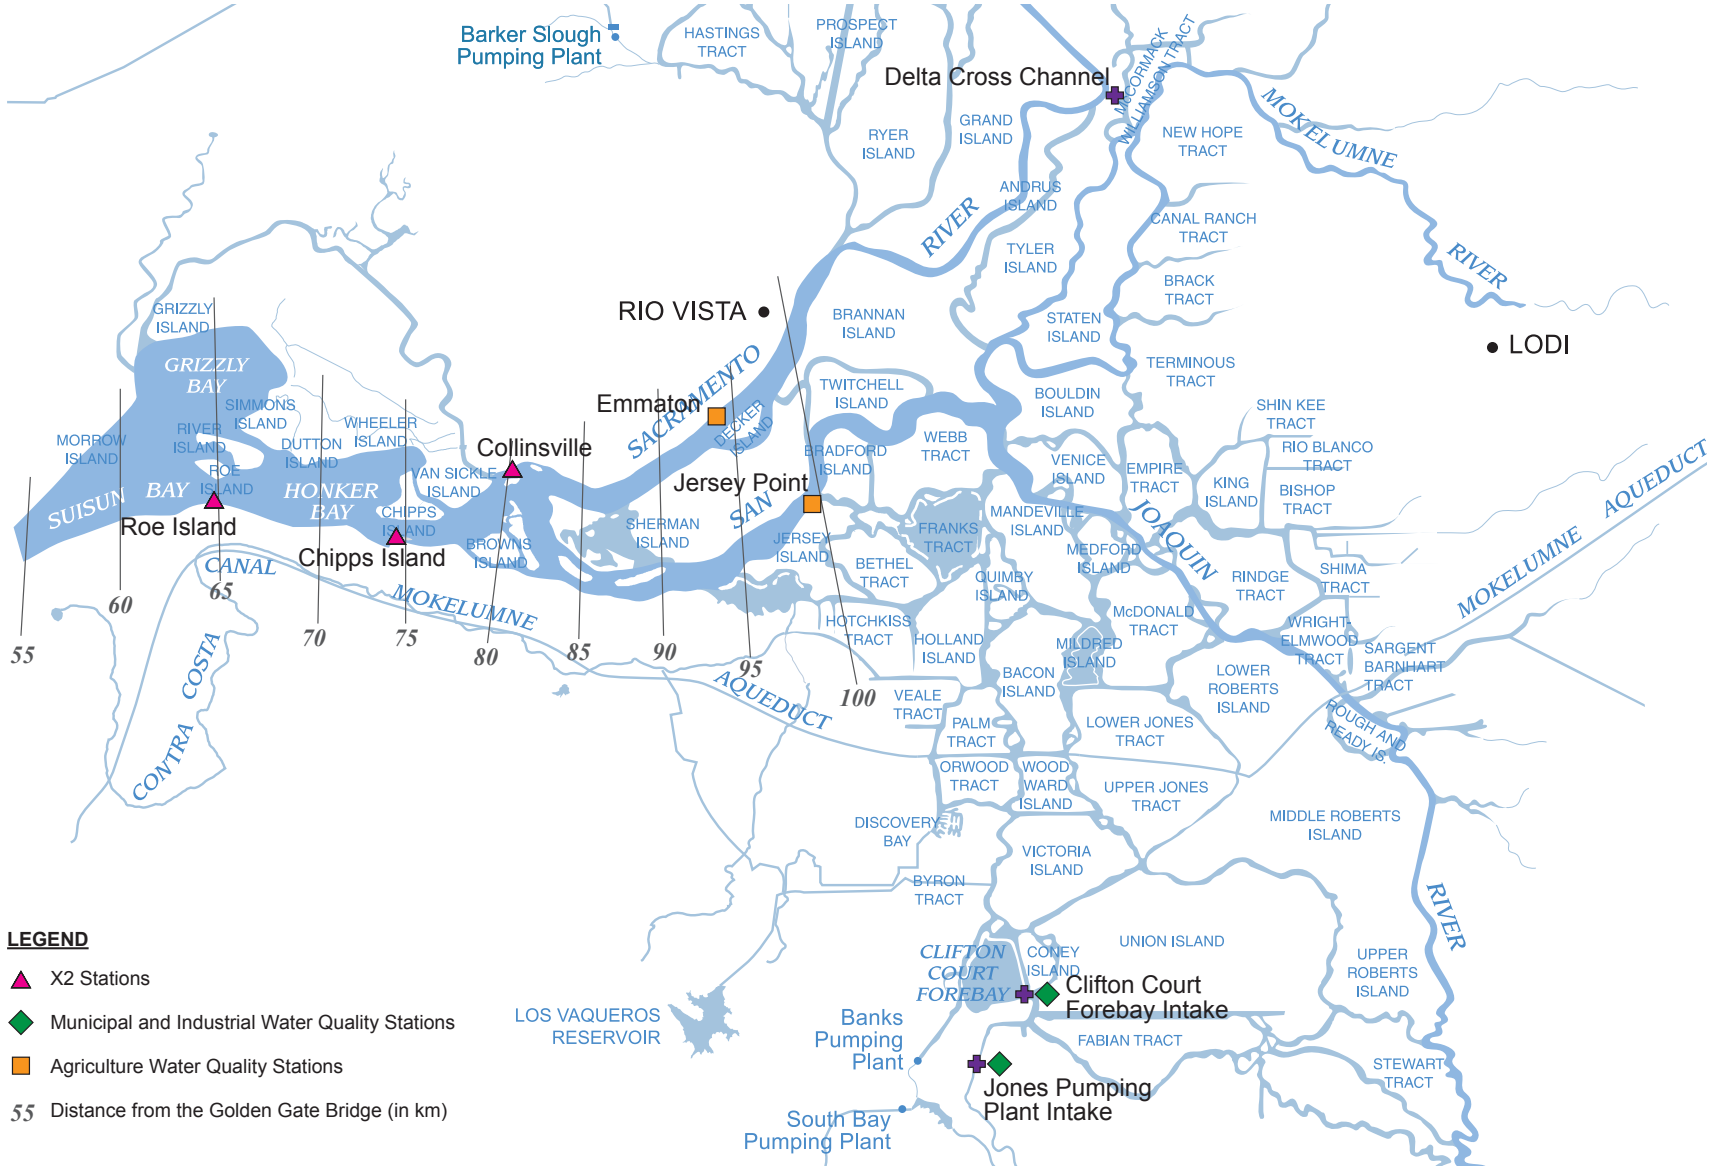 Barker Slough
Pumping Plant
HASTINGS
TRACT
PROSPECT
ISLAND
Delta Cross Channel
McCORMACK
WILLIAMSON TRACT
MOKELUMNE
RIVER
GRAND
ISLAND
RYER
ISLAND
NEW HOPE
TRACT
ANDRUS
ISLAND
RIVER
CANAL RANCH
TRACT
TYLER
ISLAND
BRACK
TRACT
GRIZZLY
ISLAND
RIO VISTA
BRANNAN
ISLAND
STATEN
ISLAND
LODI
GRIZZLY
BAY
SACRAMENTO
TERMINOUS
TRACT
TWITCHELL
ISLAND
BOULDIN
ISLAND
Emmaton
DECKER
ISLAND
SIMMONS
ISLAND
SHIN KEE
TRACT
WHEELER
ISLAND
RIVER
ISLAND
DUTTON
ISLAND
MORROW
ISLAND
Collinsville
BRADFORD
ISLAND
WEBB
TRACT
VENICE
ISLAND
EMPIRE
TRACT
RIO BLANCO
TRACT
KING
ISLAND
BISHOP
TRACT
AQUEDUCT
ROE
ISLAND
VAN SICKLE
ISLAND
Jersey Point
SUISUN
BAY
HONKER
BAY
CHIPPS
ISLAND
SAN
JOAQUIN
MANDEVILLE
ISLAND
Roe Island
SHERMAN
ISLAND
FRANKS
TRACT
JERSEY
ISLAND
Chipps Island
BROWNS
ISLAND
MEDFORD
ISLAND
BETHEL
TRACT
QUIMBY
ISLAND
RINDGE
TRACT
SHIMA
TRACT
MOKELUMNE
CANAL
65
60
MOKELUMNE
McDONALD
TRACT
HOTCHKISS
TRACT
HOLLAND
ISLAND
MILDRED
ISLAND
WRIGHT-
ELMWOOD
TRACT
SARGENT
BARNHART
TRACT
55
70
75
80
85
90
95
100
COSTA
CONTRA
AQUEDUCT
BACON
ISLAND
LOWER
ROBERTS
ISLAND
VEALE
TRACT
PALM
TRACT
LOWER JONES
TRACT
ROUGH AND
READY IS.
ORWOOD
TRACT
WOOD
WARD
ISLAND
UPPER JONES
TRACT
DISCOVERY
BAY
MIDDLE ROBERTS
ISLAND
VICTORIA
ISLAND
BYRON
TRACT
RIVER
UNION ISLAND
CLIFTON
COURT
FOREBAY
CONEY
ISLAND
UPPER
ROBERTS
ISLAND
Clifton Court
Forebay Intake
LOS VAQUEROS
RESERVOIR
Banks
Pumping
Plant
FABIAN TRACT
STEWART
TRACT
Jones Pumping
Plant Intake
South Bay
Pumping Plant
LEGEND
X2 Stations
Municipal and Industrial Water Quality Stations
Agriculture Water Quality Stations
55 Distance from the Golden Gate Bridge (in km)